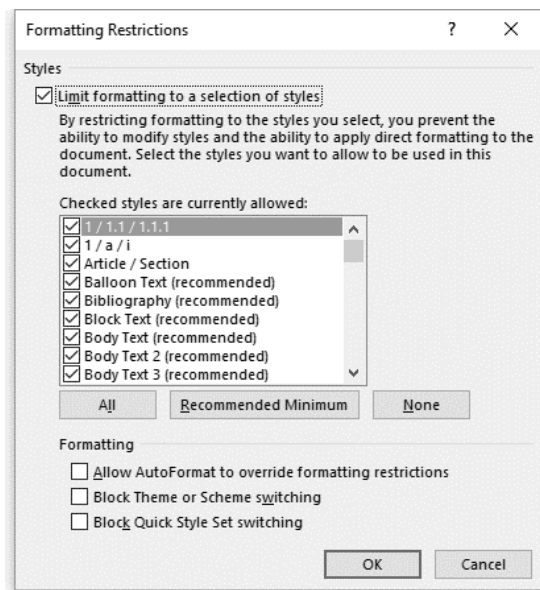 Formatting Restrictions ? ×
Styles
Limit formatting to a selection of styles
By restricting formatting to the styles you select, you prevent the
ability to modify styles and the ability to apply direct formatting to the
document. Select the styles you want to allow to be used in this
document.
Checked styles are currently allowed:
1 / 1.1 / 1.1.1
1 / a / i
Article / Section
Balloon Text (recommended)
Bibliography (recommended)
Block Text (recommended)
Body Text (recommended)
Body Text 2 (recommended)
Body Text 3 (recommended)
All Recommended Minimum None
Formatting
Allow AutoFormat to override formatting restrictions
Block Theme or Scheme switching
Block Quick Style Set switching
OK Cancel